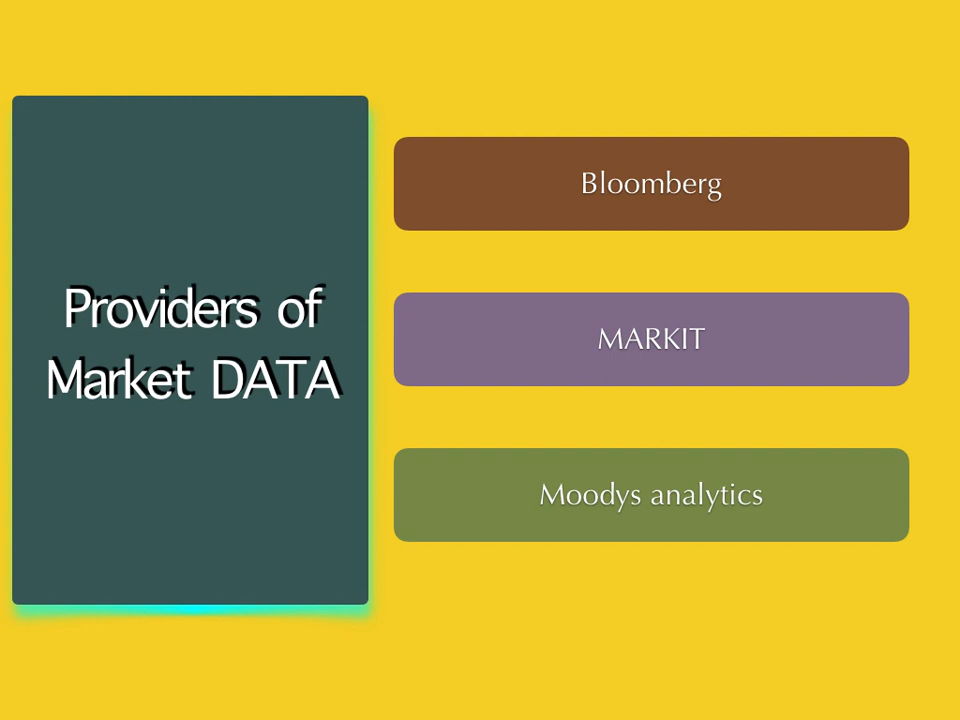 Providers of
Market DATA
Bloomberg
MARKIT
Moodys analytics